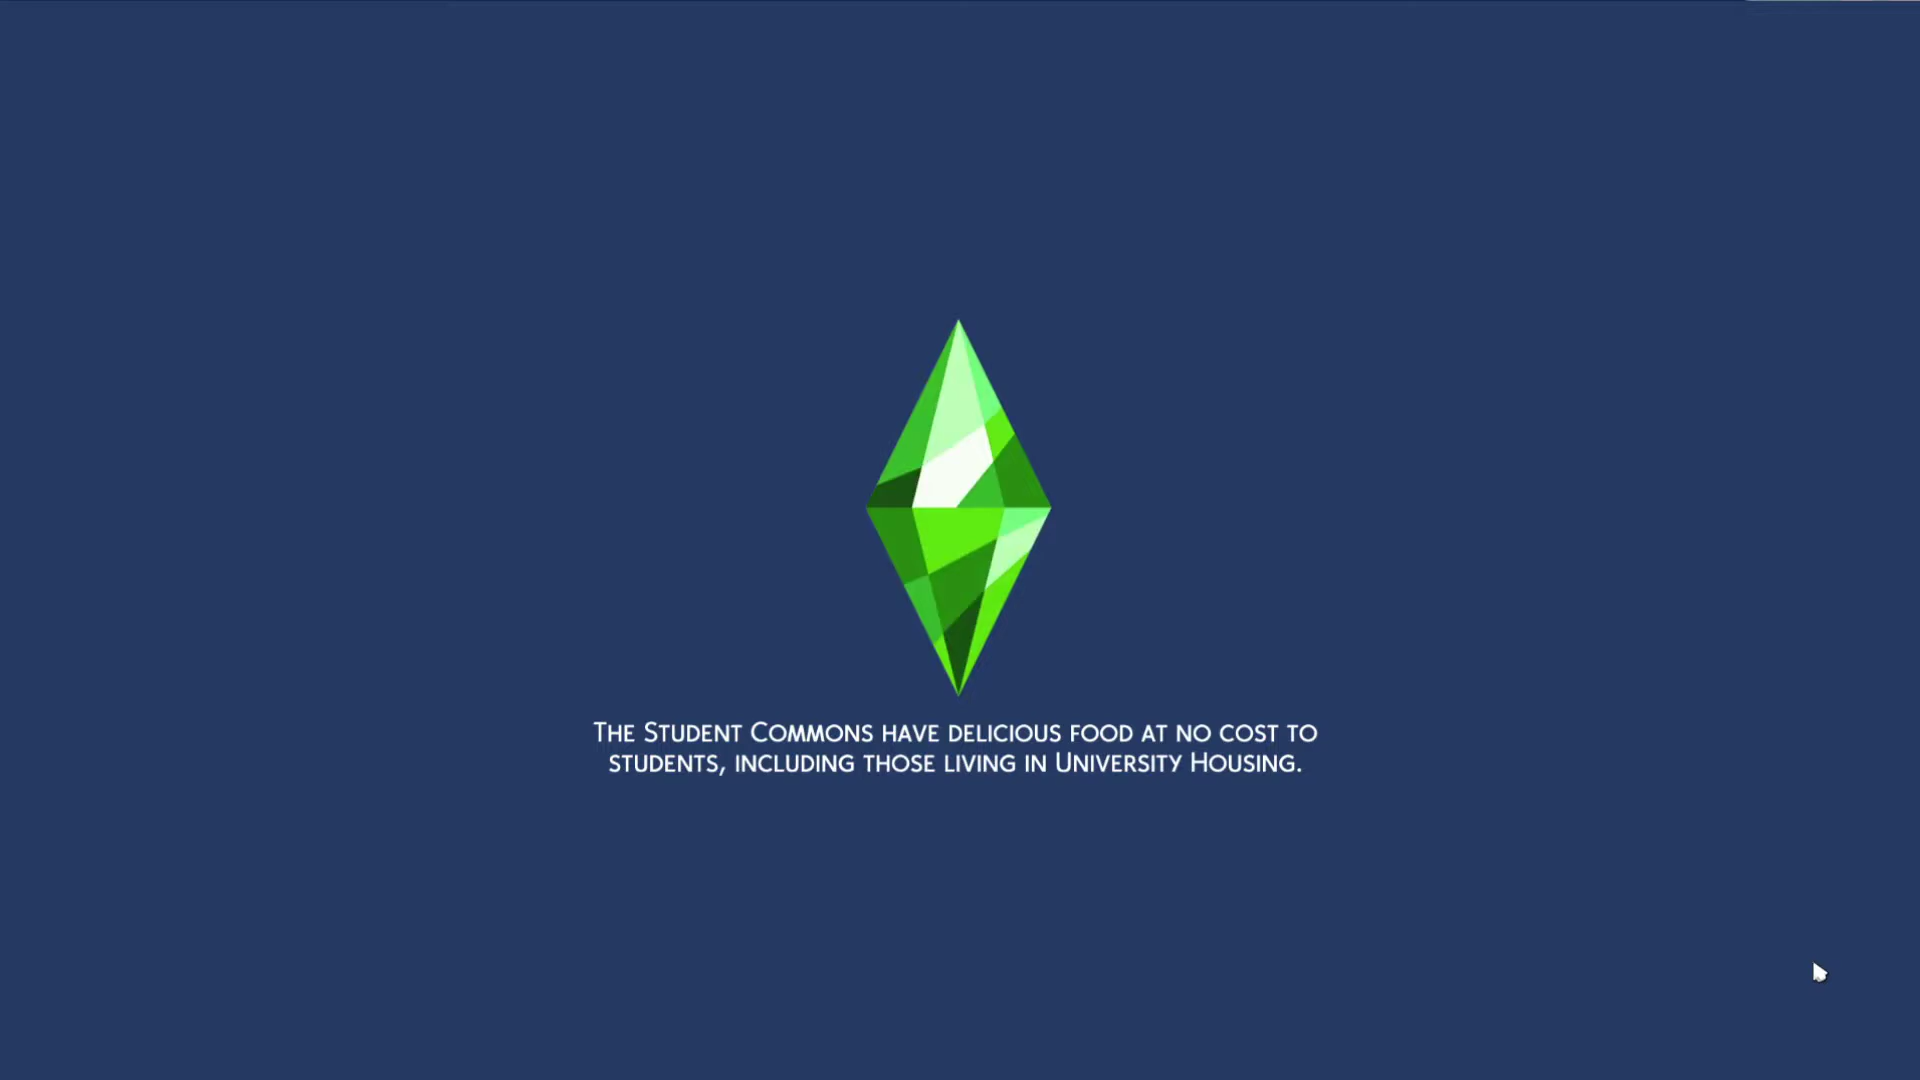 The Student Commons have delicious food at no cost to
students, including those living in University Housing.